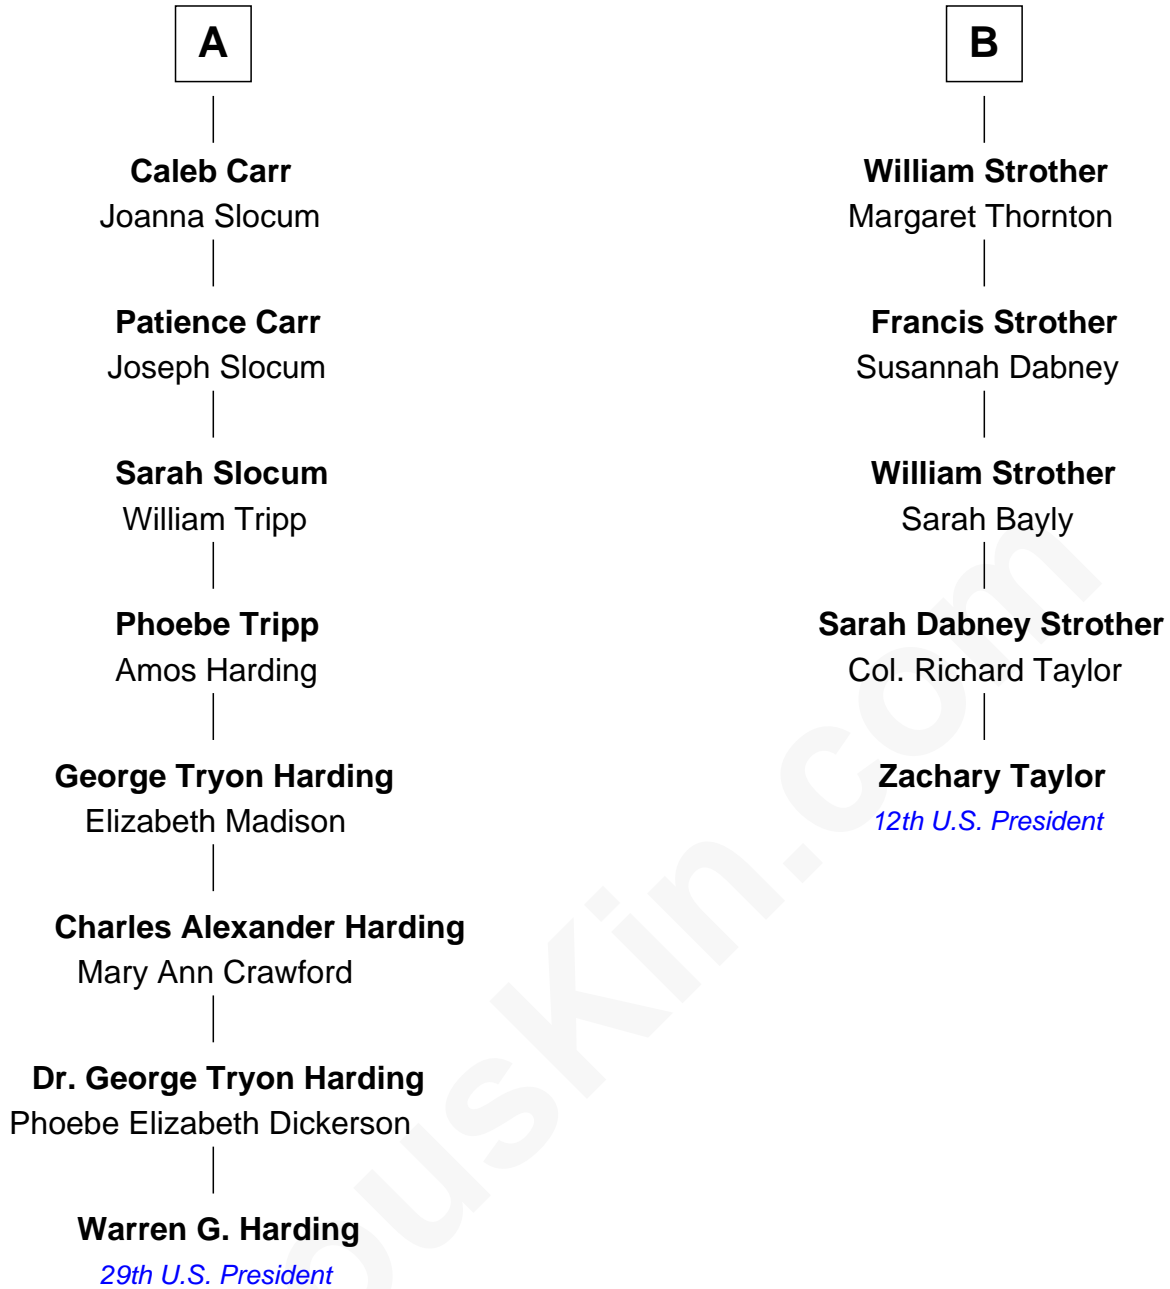 A
Caleb Carr
Joanna Slocum
Patience Carr
Joseph Slocum
Sarah Slocum
William Tripp
Phoebe Tripp
Amos Harding
George Tryon Harding
Elizabeth Madison
Charles Alexander Harding
Mary Ann Crawford
Dr. George Tryon Harding
Phoebe Elizabeth Dickerson
Warren G. Harding
29th U.S. President
B
William Strother
Margaret Thornton
Francis Strother
Susannah Dabney
William Strother
Sarah Bayly
Sarah Dabney Strother
Col. Richard Taylor
Zachary Taylor
12th U.S. President
ousKin.com